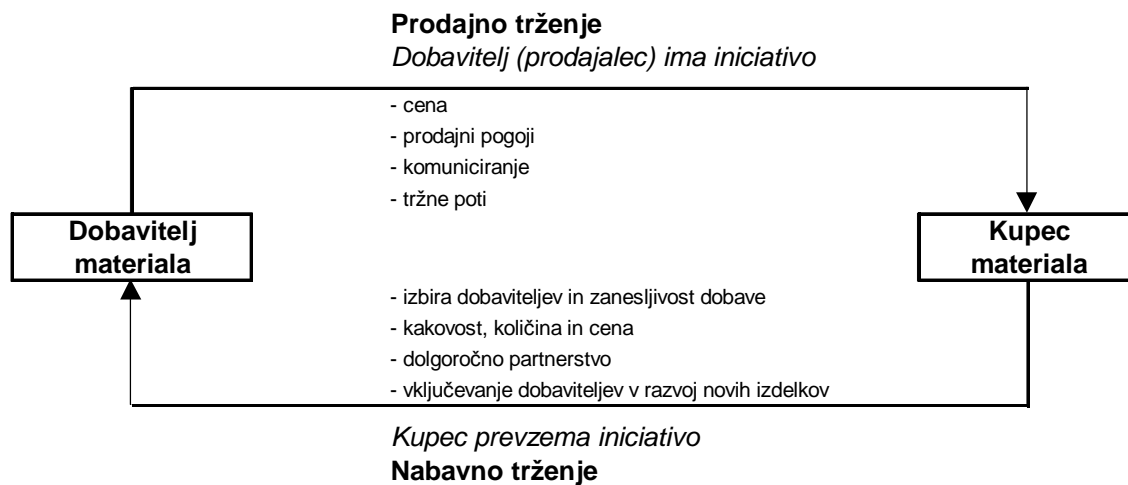 Prodajno trženje
Dobavitelj (prodajalec) ima iniciativo
- cena
- prodajni pogoji
- komuniciranje
- tržne poti
Dobavitelj
materiala
Kupec
materiala
- izbira dobaviteljev in zanesljivost dobave
- kakovost, količina in cena
- dolgoročno partnerstvo
- vključevanje dobaviteljev v razvoj novih izdelkov
Kupec prevzema iniciativo
Nabavno trženje